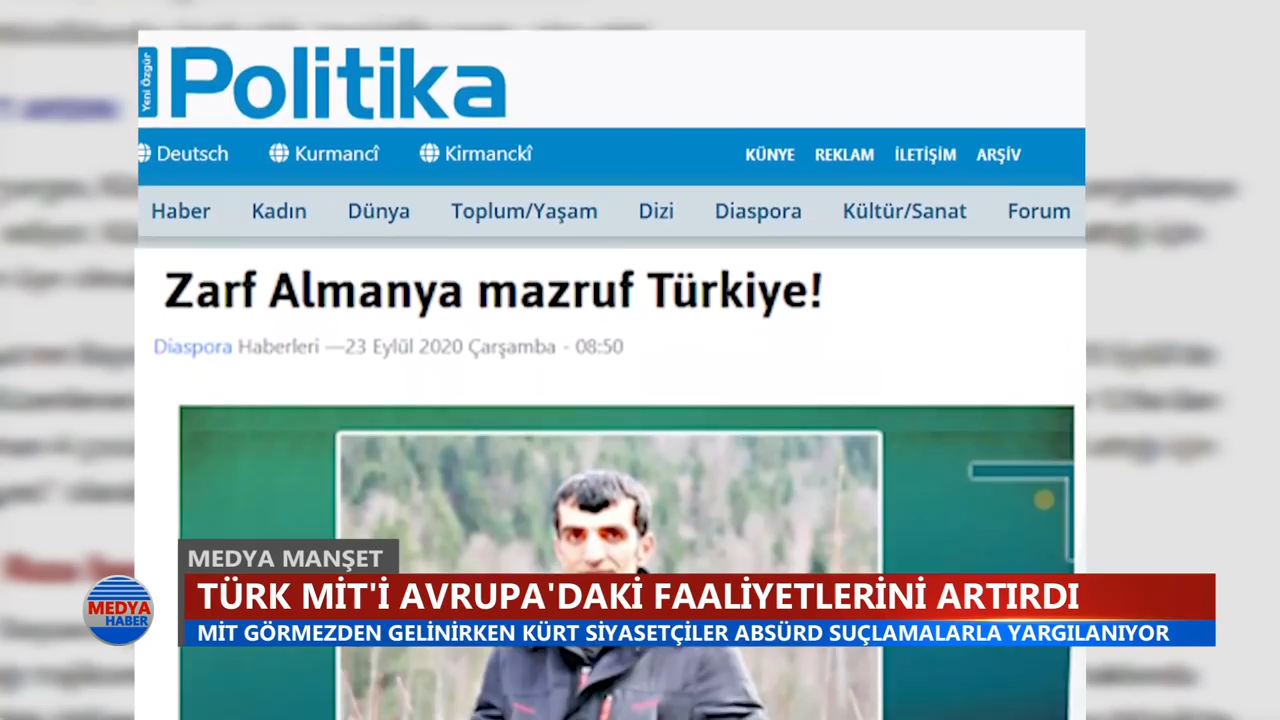 Yeni Özgür
Politika
Deutsch Kurmancî Kirmanckî KÜNYE REKLAM İLETİŞİM ARŞİV
Haber Kadın Dünya Toplum/Yaşam Dizi Diaspora Kültür/Sanat Forum
Zarf Almanya mazruf Türkiye!
Diaspora Haberleri —23 Eylül 2020 Çarşamba - 08:50
MEDYA MANŞET
TÜRK MİT'İ AVRUPA'DAKİ FAALİYETLERİNİ ARTIRDI
MEDYA
HABER
MİT GÖRMEZDEN GELİNİRKEN KÜRT SİYASETÇİLER ABSÜRD SUÇLAMALARLA YARGILANIYOR